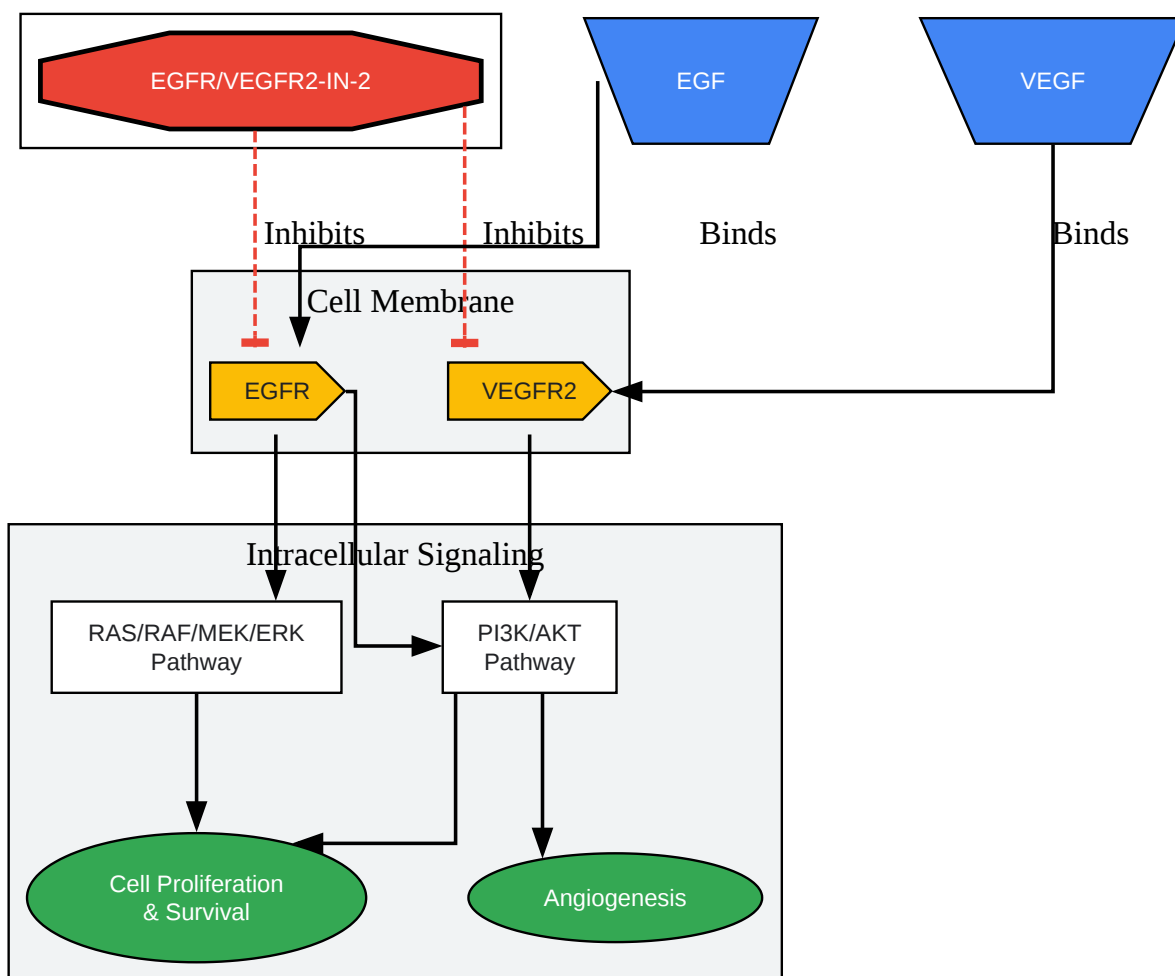 EGFR/VEGFR2-IN-2
EGF
VEGF
Inhibits
Inhibits
Binds
Binds
Cell Membrane
EGFR
VEGFR2
Intracellular Signaling
RAS/RAF/MEK/ERK
Pathway
PI3K/AKT
Pathway
Cell Proliferation
& Survival
Angiogenesis